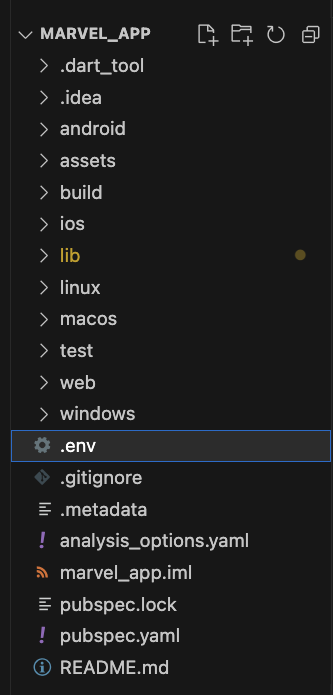 MARVEL_APP
.dart_tool
.idea
android
assets
build
ios
lib
linux
macos
test
web
windows
.env
.gitignore
.metadata
analysis_options.yaml
marvel_app.iml
pubspec.lock
pubspec.yaml
README.md